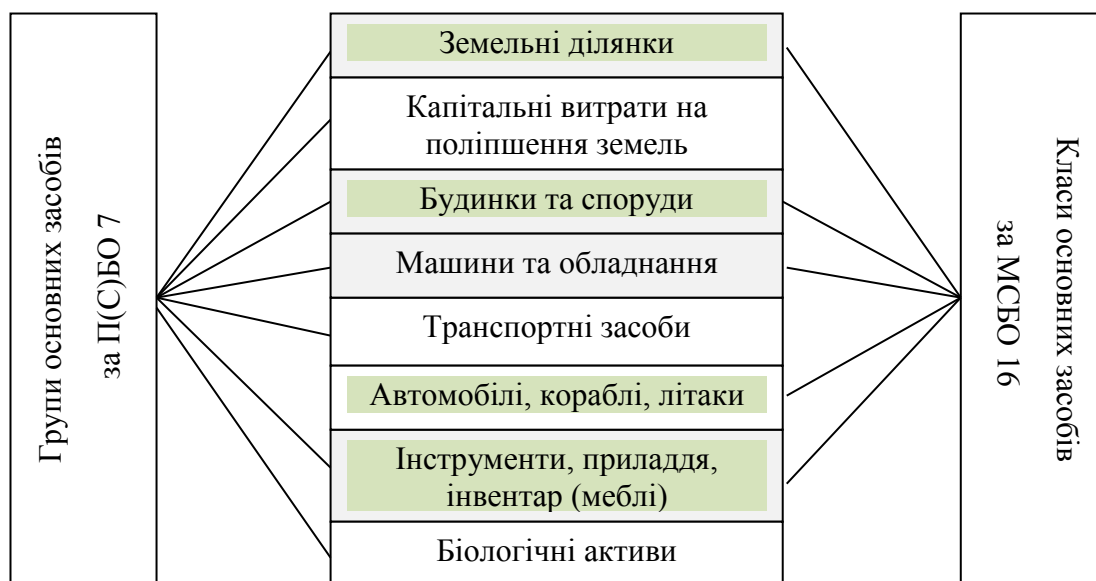 Групи основних засобів
за П(С)БО 7
Земельні ділянки
Капітальні витрати на
поліпшення земель
Будинки та споруди
Машини та обладнання
Транспортні засоби
Автомобілі, кораблі, літаки
Інструменти, приладдя,
інвентар (меблі)
Біологічні активи
Класи основних засобів
за МСБО 16